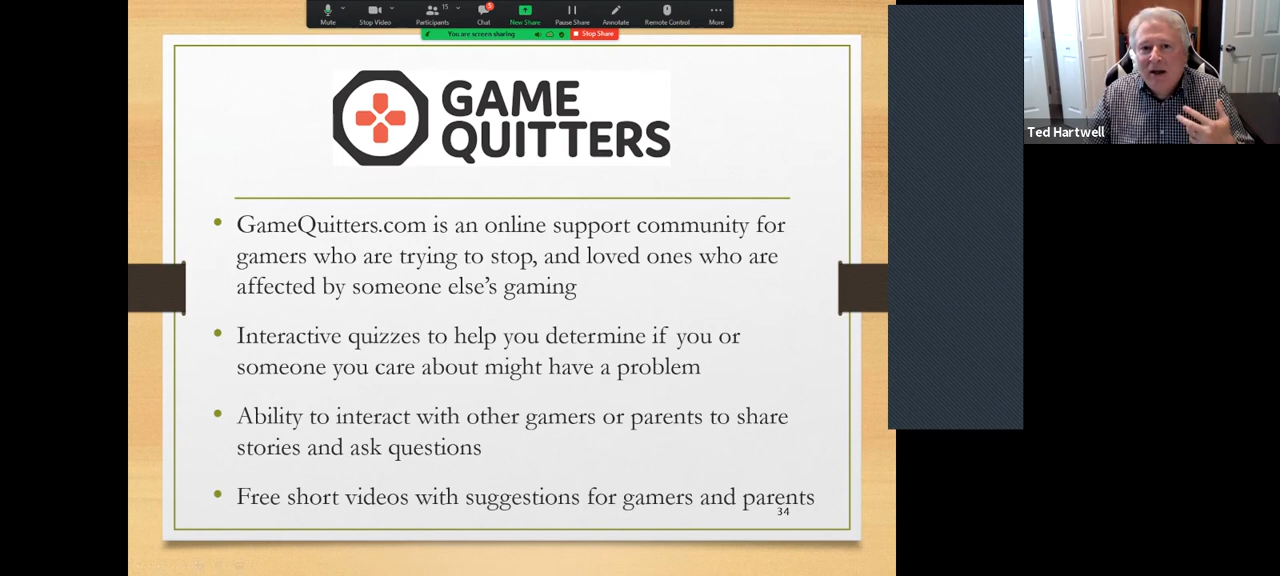 15
5
Mute
Stop Video
Participants
Chat
New Share
Pause Share
Annotate
Remote Control
More
You are screen sharing
Stop Share
Ted Hartwell
GAME
QUITTERS
• GameQuitters.com is an online support community for
gamers who are trying to stop, and loved ones who are
affected by someone else’s gaming
• Interactive quizzes to help you determine if you or
someone you care about might have a problem
• Ability to interact with other gamers or parents to share
stories and ask questions
• Free short videos with suggestions for gamers and parents
34